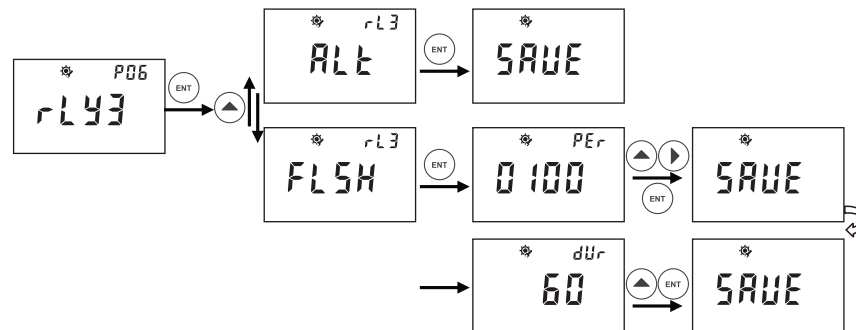 rL3
ALt
ENT
SAVE
P06
rLY3
ENT
rL3
FLSH
ENT
PEr
0100
ENT
SAVE
dUr
60
ENT
SAVE